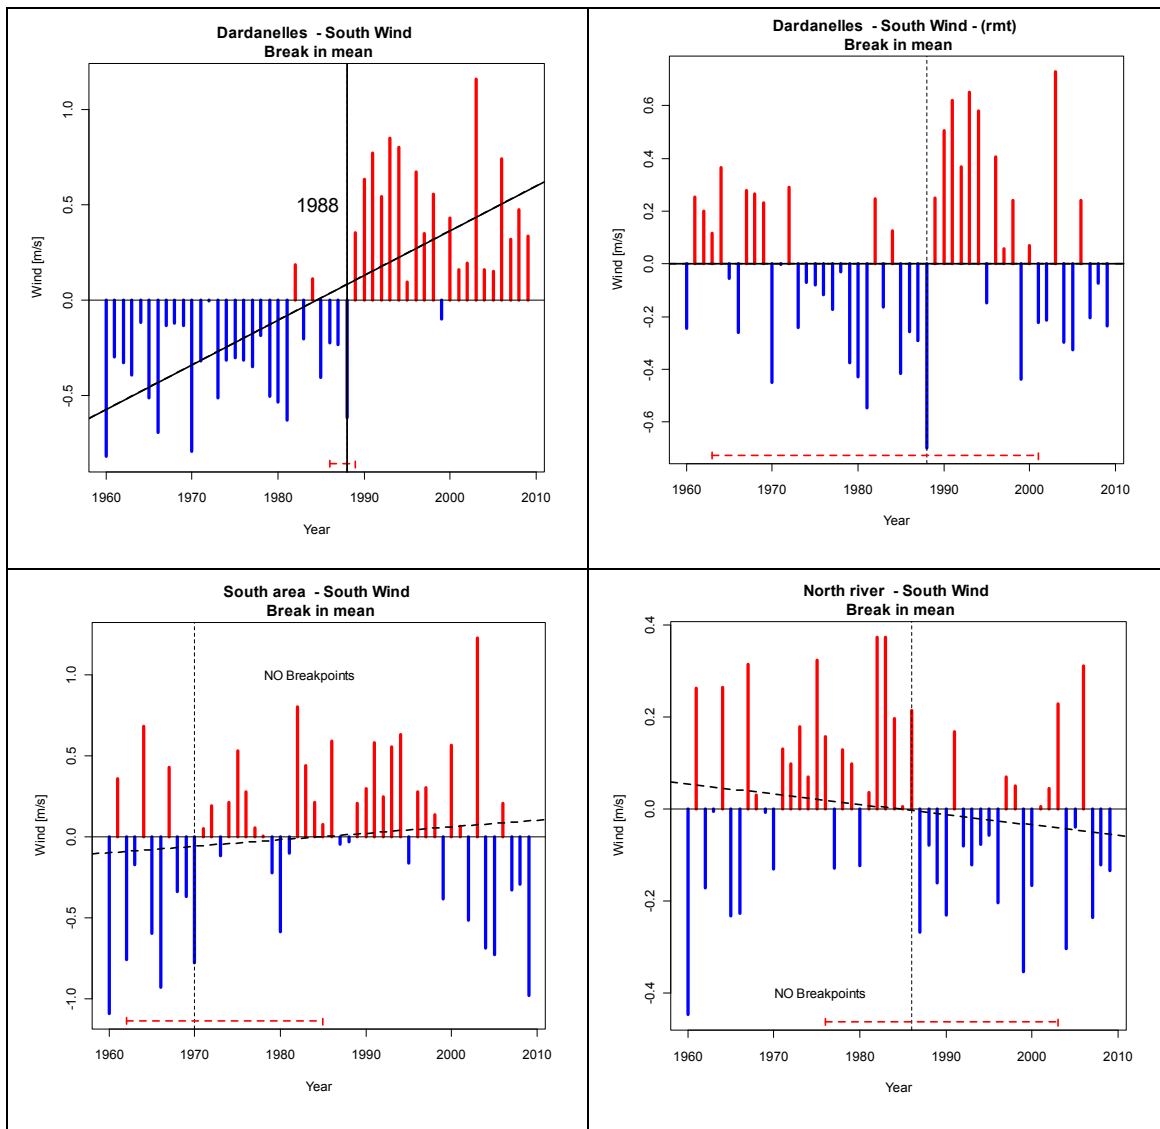 Dardanelles - South Wind
Break in mean
Wind [m/s]
1.0
0.5
0.0
-0.5
1988
1960 1970 1980 1990 2000 2010
Year
Dardanelles - South Wind - (rmt)
Break in mean
Wind [m/s]
0.6
0.4
0.2
0.0
-0.2
-0.4
-0.6
1960 1970 1980 1990 2000 2010
Year
South area - South Wind
Break in mean
Wind [m/s]
1.0
0.5
0.0
-0.5
-1.0
NO Breakpoints
1960 1970 1980 1990 2000 2010
Year
North river - South Wind
Break in mean
Wind [m/s]
0.4
0.2
0.0
-0.2
-0.4
NO Breakpoints
1960 1970 1980 1990 2000 2010
Year